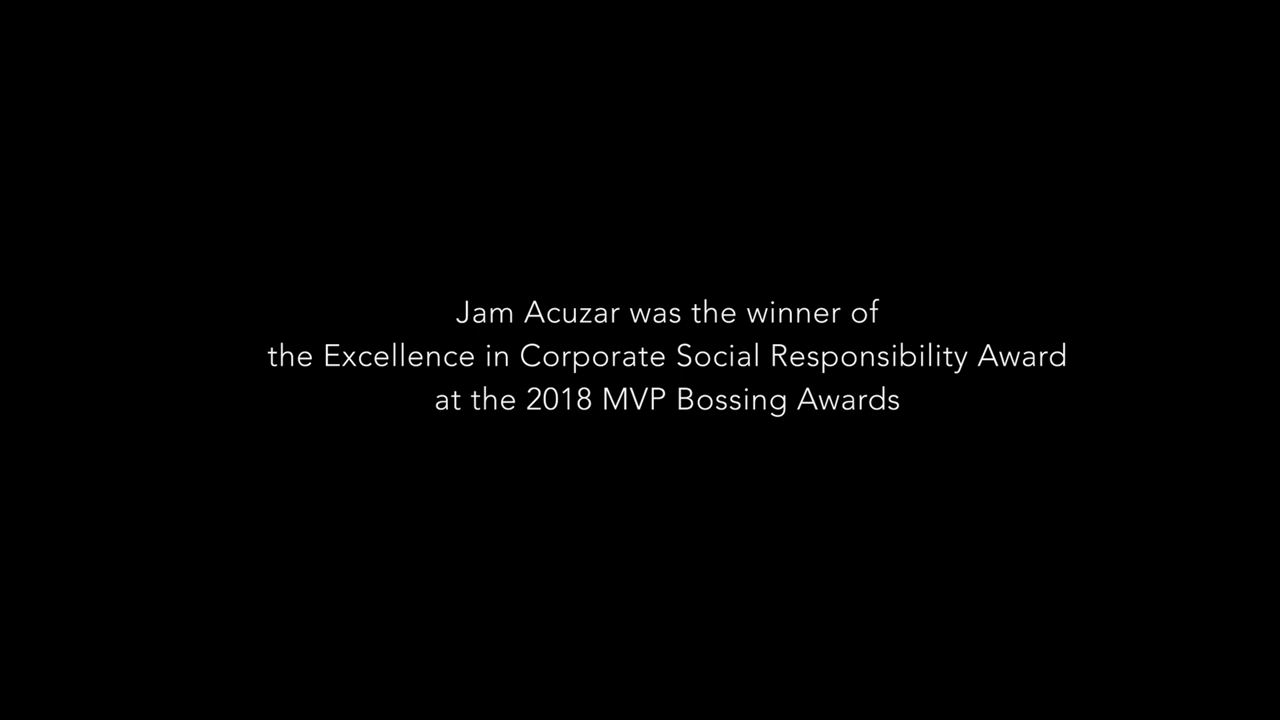 Jam Acuzar was the winner of
the Excellence in Corporate Social Responsibility Award
at the 2018 MVP Bossing Awards